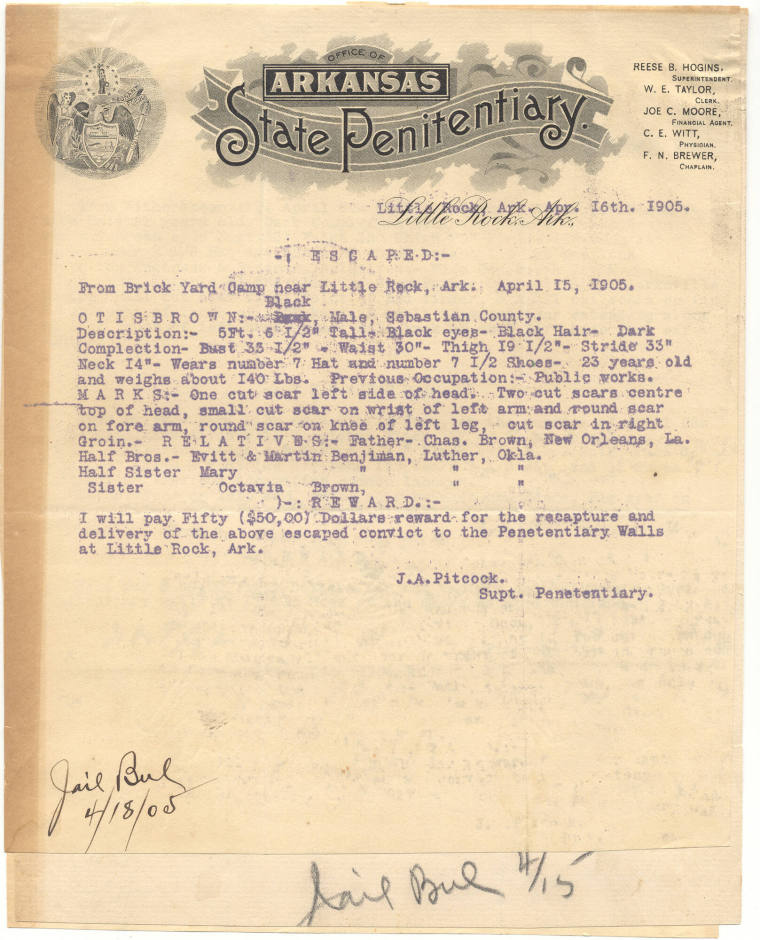 OFFICE OF
ARKANSAS
State Penitentiary.
REESE B. HOGINS,
SUPERINTENDENT.
W. E. TAYLOR,
CLERK.
JOE C. MOORE,
FINANCIAL AGENT.
C. E. WITT,
PHYSICIAN.
F. N. BREWER,
CHAPLAIN.
Little Rock, Ark.
Little Rock, Ark. Apr. 16th. 1905.
-: E S C A P E D:-
From Brick Yard Camp near Little Rock, Ark. April 15, 1905.
Black
O T I S B R O W N:- , Male, Sebastian County.
Description:- 5Ft. 6 1/2" Tall- Black eyes- Black Hair- Dark
Complection- Bust 33 1/2" - Waist 30"- Thigh 19 1/2"- Stride 33"
Neck 14"- Wears number 7 Hat and number 7 1/2 Shoes- 23 years old
and weighs about 140 Lbs. Previous Occupation:- Public works.
M A R K S:- One cut scar left side of head. Two cut scars centre
top of head, small cut scar on wrist of left arm and round scar
on fore arm, round scar on knee of left leg, cut scar in right
Groin.- R E L A T I V E S:- Father- Chas. Brown, New Orleans, La.
Half Bros.- Evitt & Martin Benjiman, Luther, Okla.
Half Sister Mary " " "
Sister Octavia Brown, " "
)-: R E W A R D.:-
I will pay Fifty ($50,00) Dollars reward for the recapture and
delivery of the above escaped convict to the Penetentiary Walls
at Little Rock, Ark.
J.A.Pitcock.
Supt. Penetentiary.
Jail Bul
4/18/05
Jail Bul 4/15